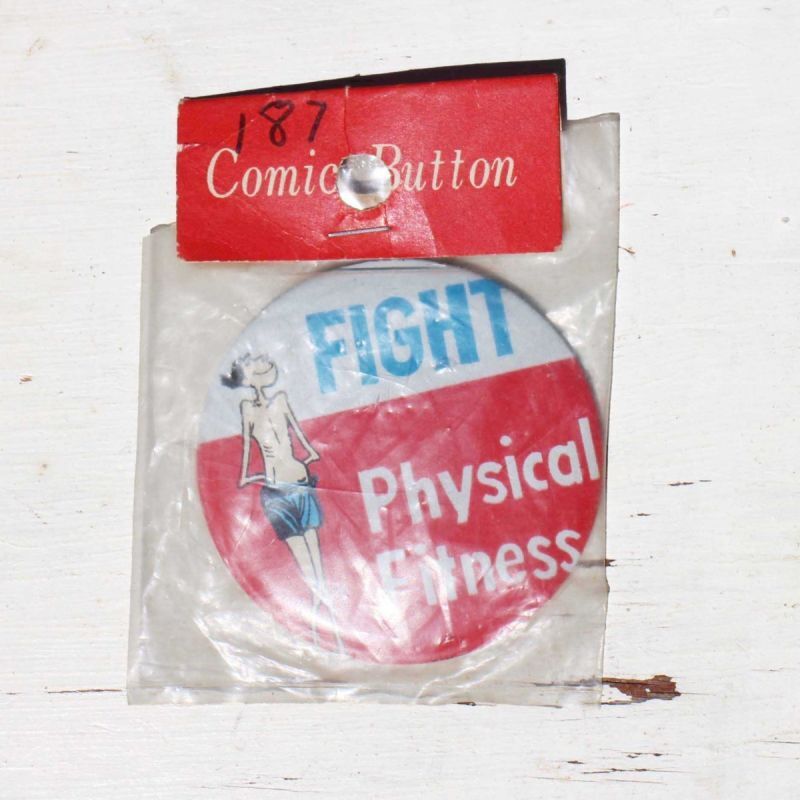 187
Comic Button
FIGHT
Physical
Fitness